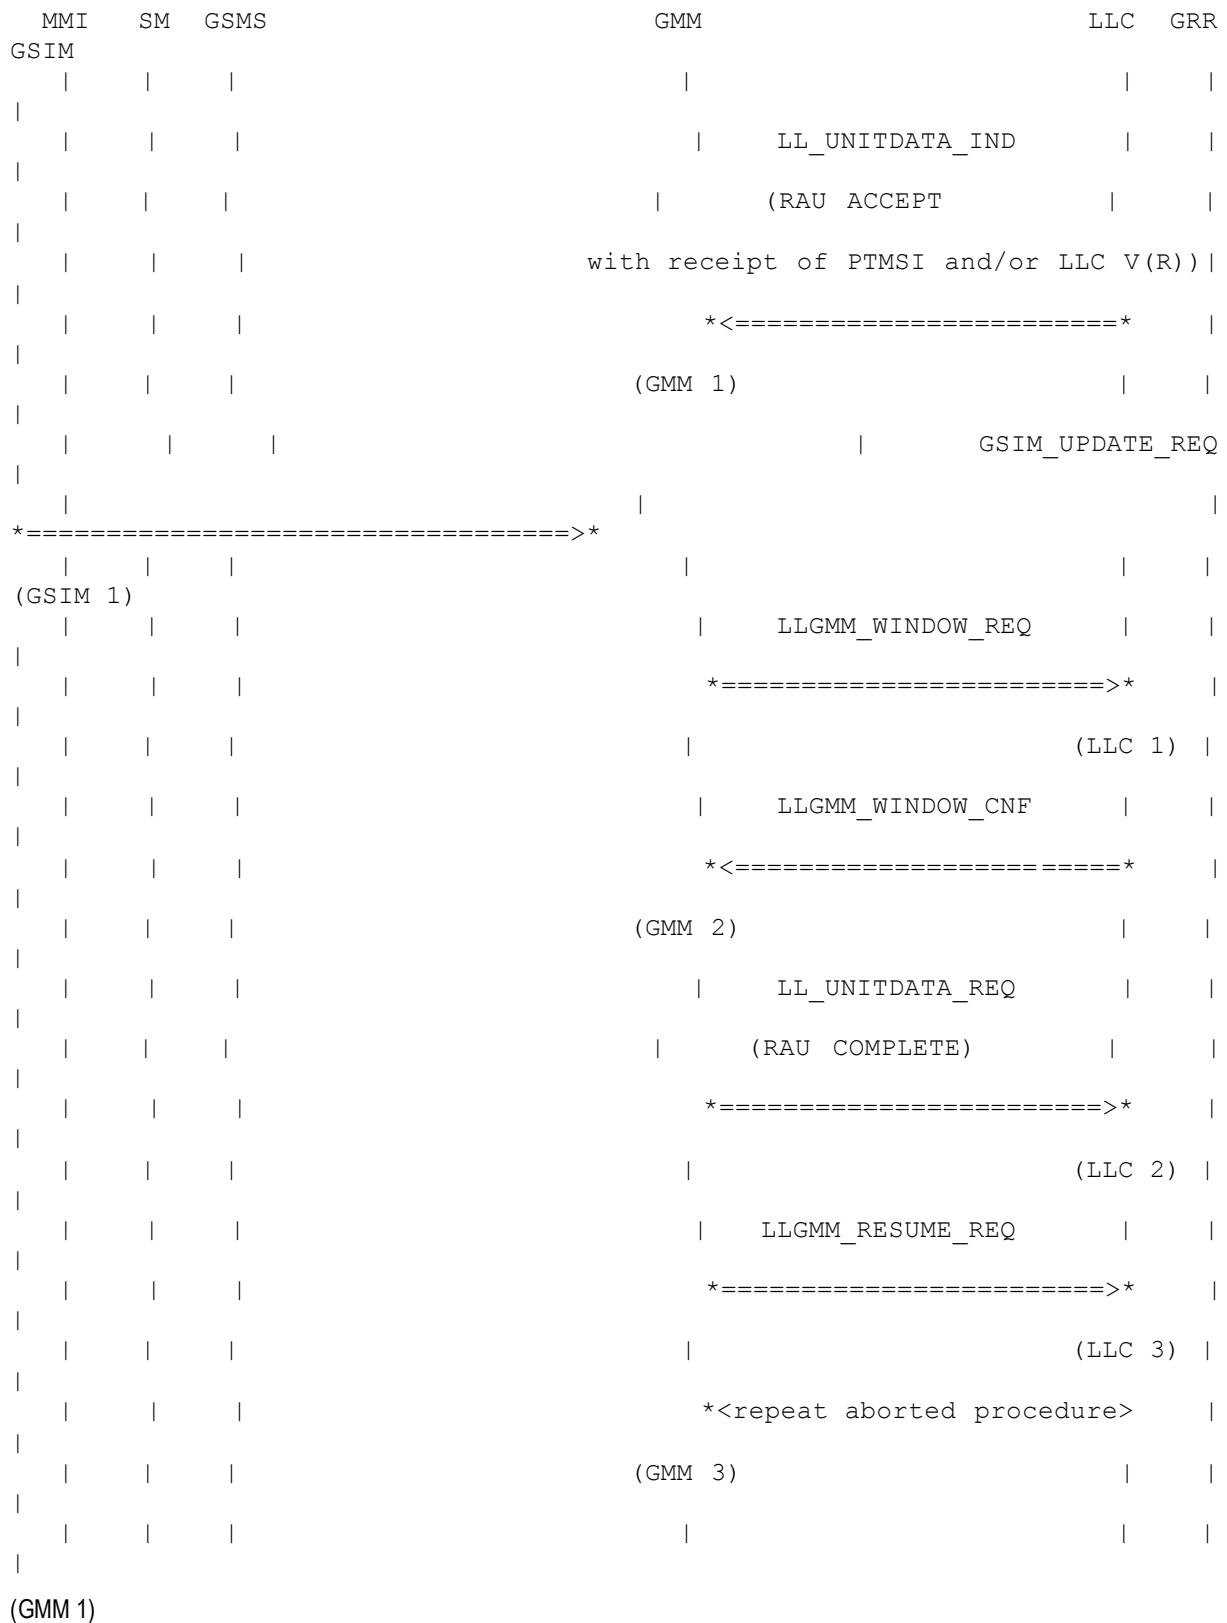 MMI SM GSMS GMM LLC GRR
GSIM
| | | | | |
|
| | | | LL_UNITDATA_IND | |
|
| | | | (RAU ACCEPT | |
|
| | | with receipt of PTMSI and/or LLC V(R))|
|
| | | *<========================* |
|
| | | (GMM 1) | |
|
| | | | GSIM_UPDATE_REQ
|
| | |
*==================================>*
| | | | | |
(GSIM 1)
| | | | LLGMM_WINDOW_REQ | |
|
| | | *========================>* |
|
| | | | (LLC 1) |
|
| | | | LLGMM_WINDOW_CNF | |
|
| | | *<========================* |
|
| | | (GMM 2) | |
|
| | | | LL_UNITDATA_REQ | |
|
| | | | (RAU COMPLETE) | |
|
| | | *========================>* |
|
| | | | (LLC 2) |
|
| | | | LLGMM_RESUME_REQ | |
|
| | | *========================>* |
|
| | | | (LLC 3) |
|
| | | *<repeat aborted procedure> |
|
| | | (GMM 3) | |
|
| | | | | |
|
(GMM 1)